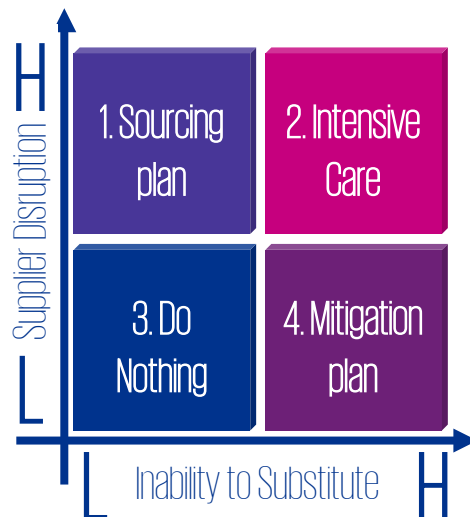 H
Supplier Disruption
L
1. Sourcing
plan
2. Intensive
Care
3. Do
Nothing
4. Mitigation
plan
L
Inability to Substitute
H